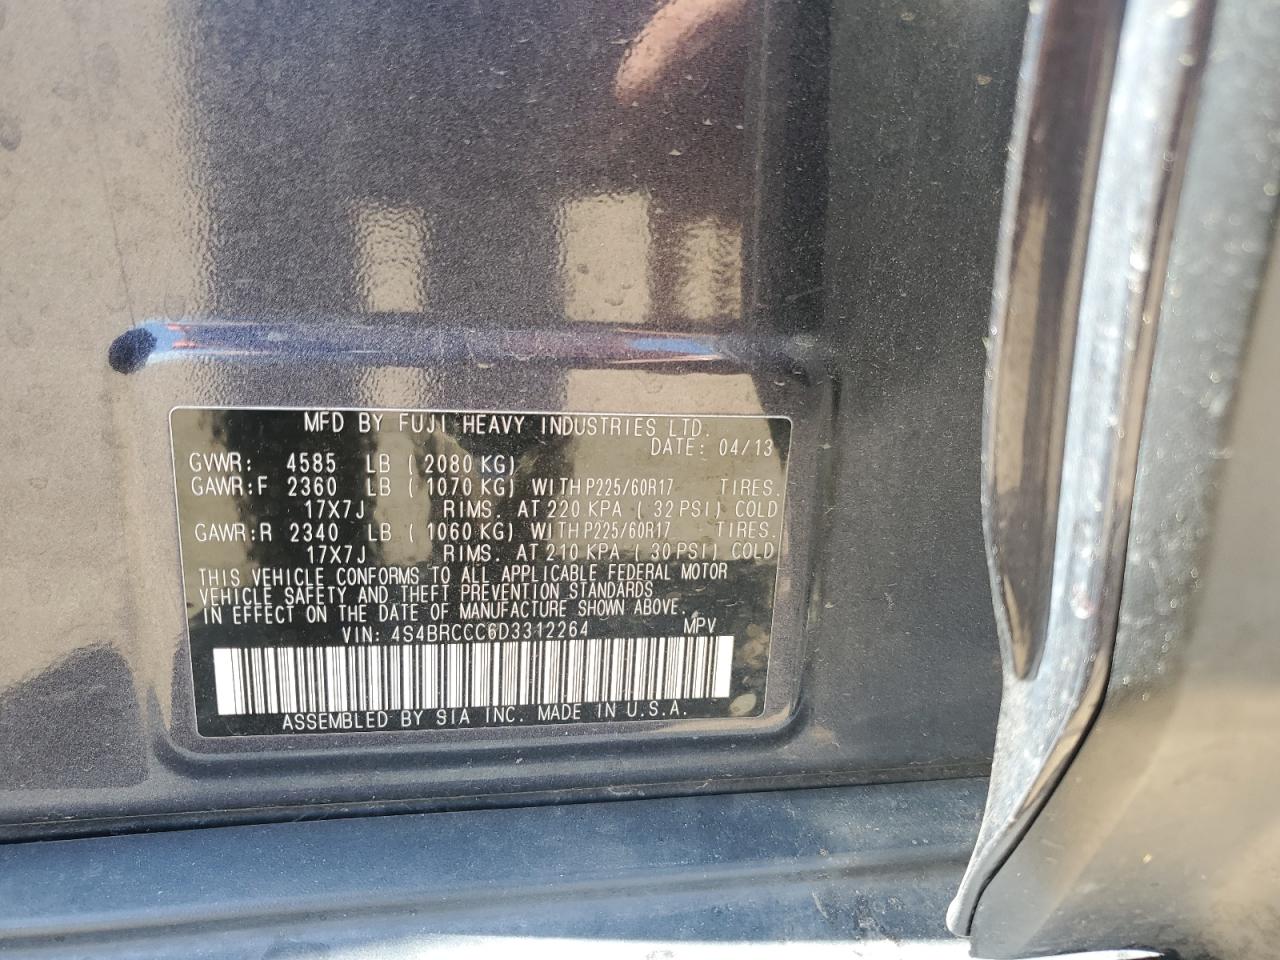 MFD BY FUJI HEAVY INDUSTRIES LTD.
DATE: 04/13
GVWR: 4585 LB ( 2080 KG)
GAWR:F 2360 LB ( 1070 KG) WITH P225/60R17 TIRES.
17X7J RIMS. AT 220 KPA ( 32 PSI) COLD
GAWR:R 2340 LB ( 1060 KG) WITH P225/60R17 TIRES.
17X7J RIMS. AT 210 KPA ( 30 PSI) COLD
THIS VEHICLE CONFORMS TO ALL APPLICABLE FEDERAL MOTOR
VEHICLE SAFETY AND THEFT PREVENTION STANDARDS
IN EFFECT ON THE DATE OF MANUFACTURE SHOWN ABOVE.
VIN: 4S4BRCCC6D3312264 MPV
ASSEMBLED BY SIA INC. MADE IN U.S.A.